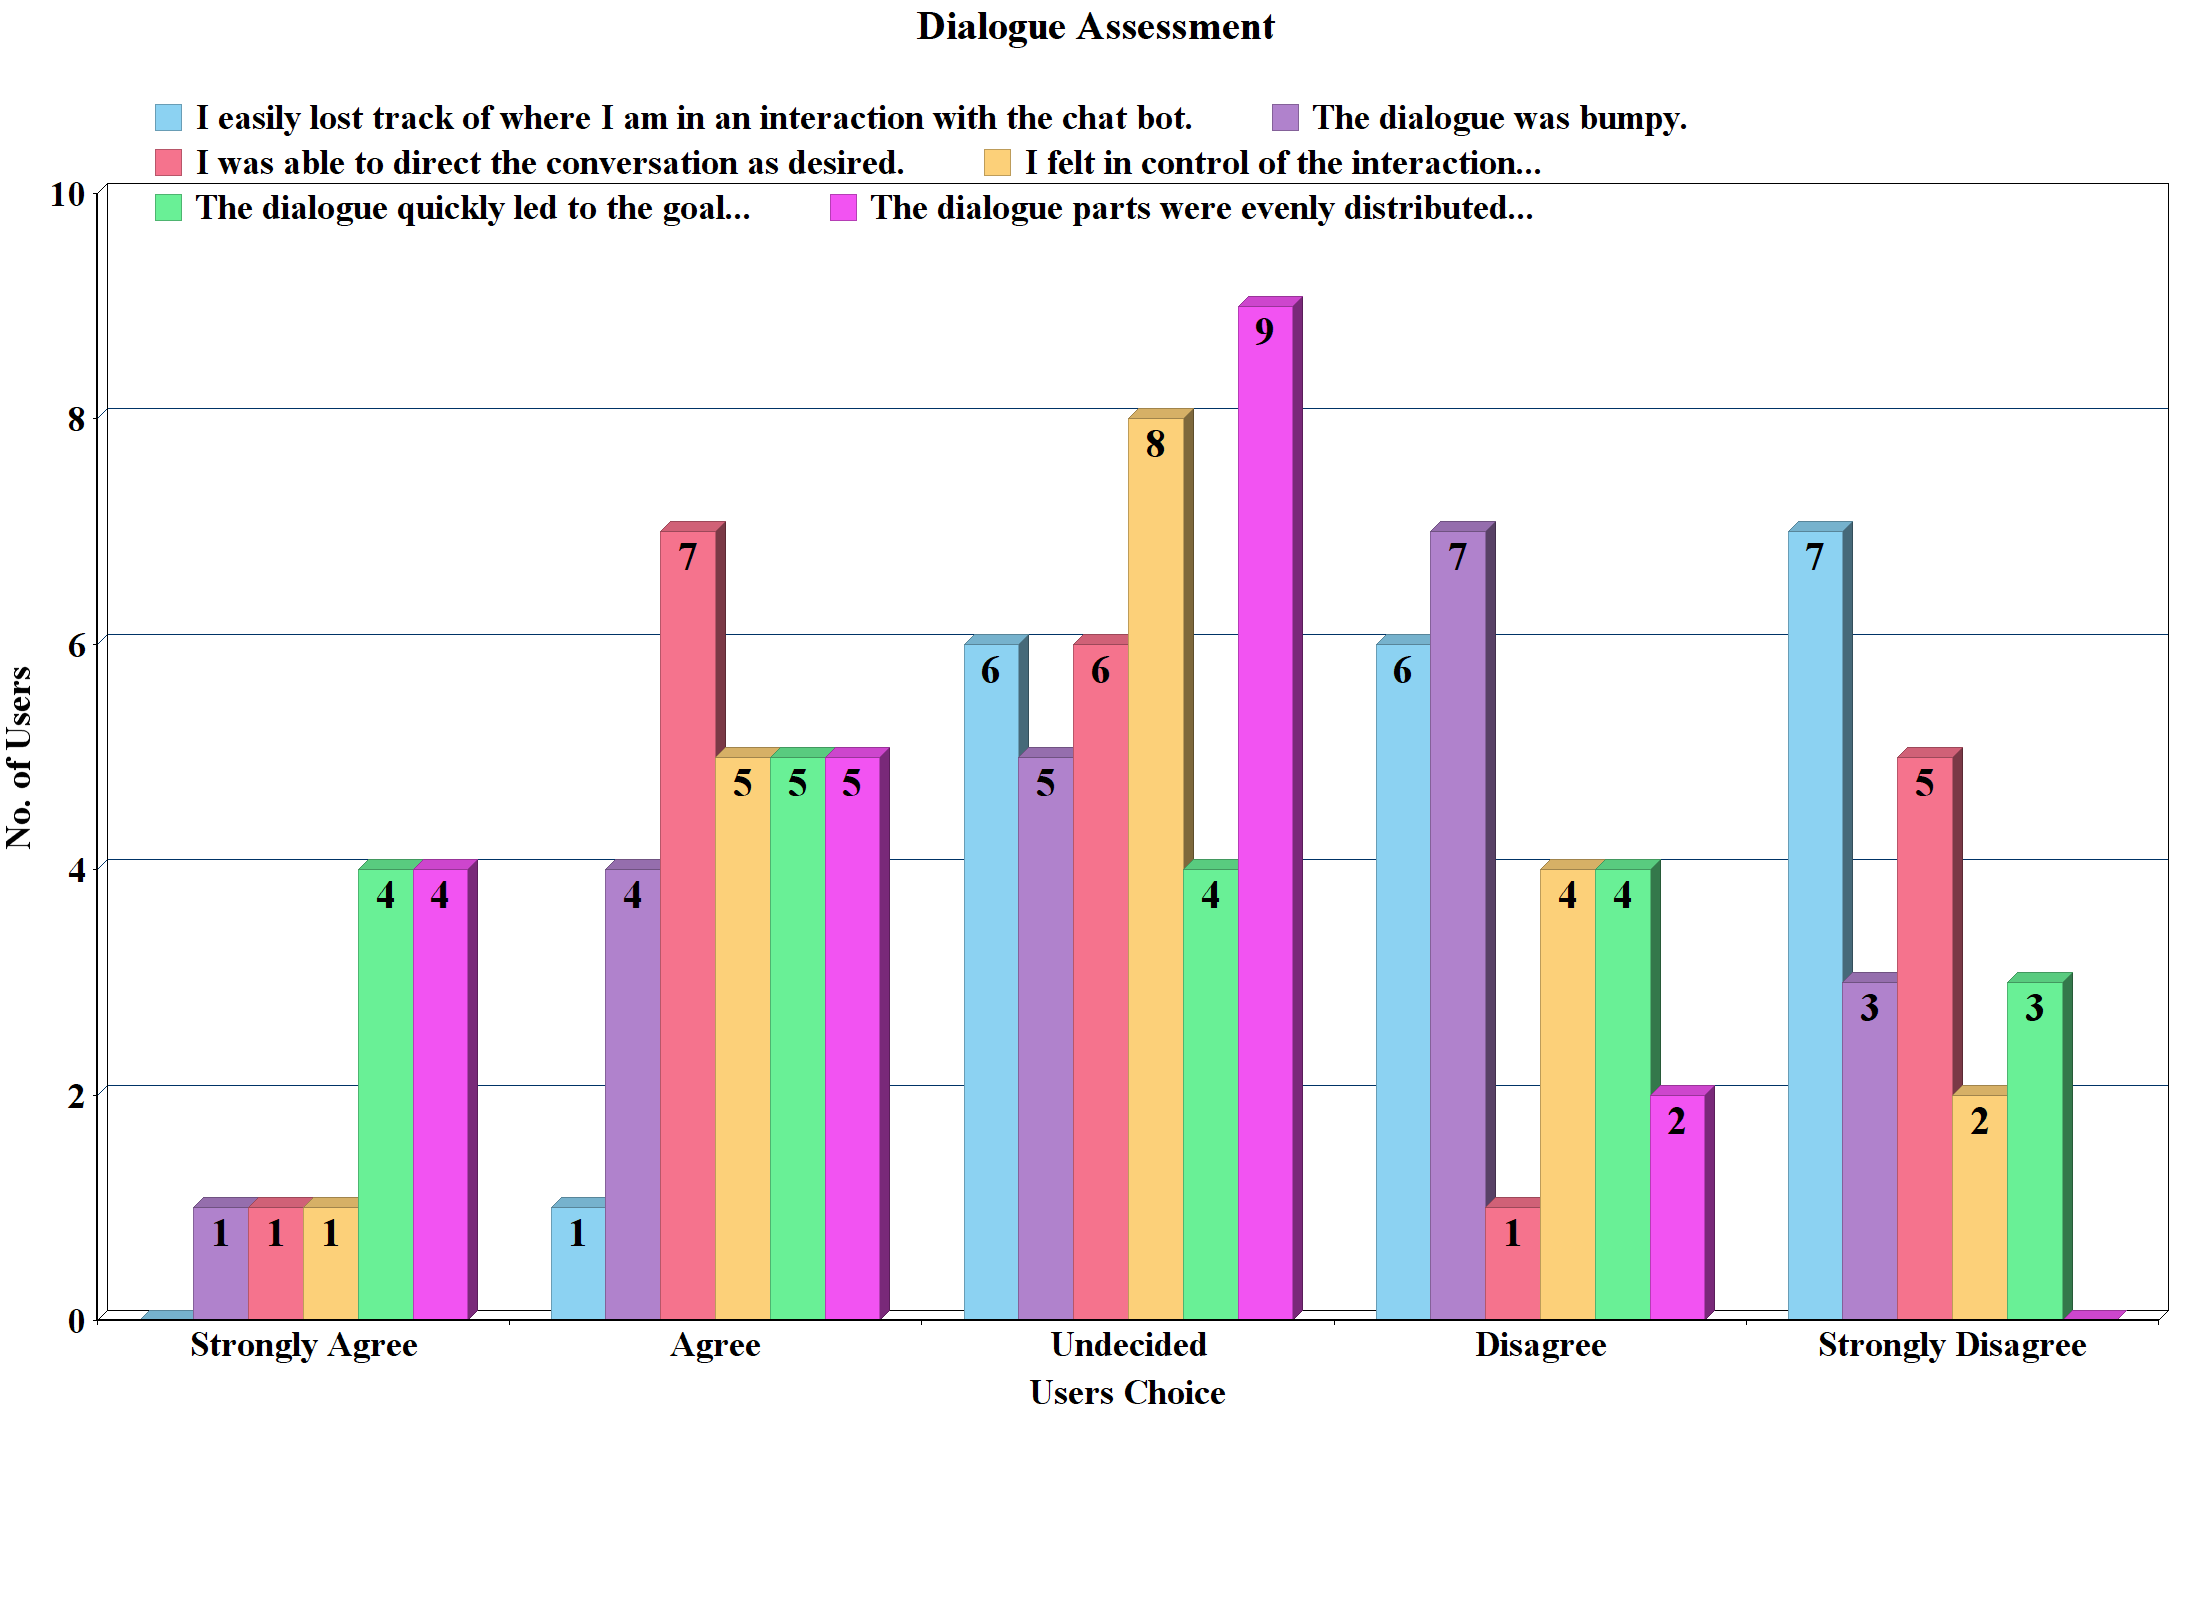 Dialogue Assessment
I easily lost track of where I am in an interaction with the chat bot. The dialogue was bumpy.
I was able to direct the conversation as desired. I felt in control of the interaction...
The dialogue quickly led to the goal... The dialogue parts were evenly distributed...
10
8
6
4
2
0
No. of Users
1 1 1 4 4
1 4 7 5 5 5
6 5 6 8 4 9
6 7 1 4 4 2
7 3 5 2 3
Strongly Agree Agree Undecided Disagree Strongly Disagree
Users Choice